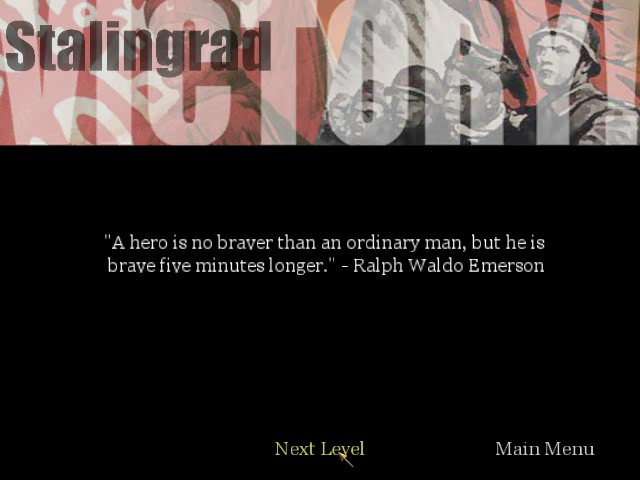 VICTORY!
Stalingrad
"A hero is no braver than an ordinary man, but he is
brave five minutes longer." - Ralph Waldo Emerson
Next Level
Main Menu